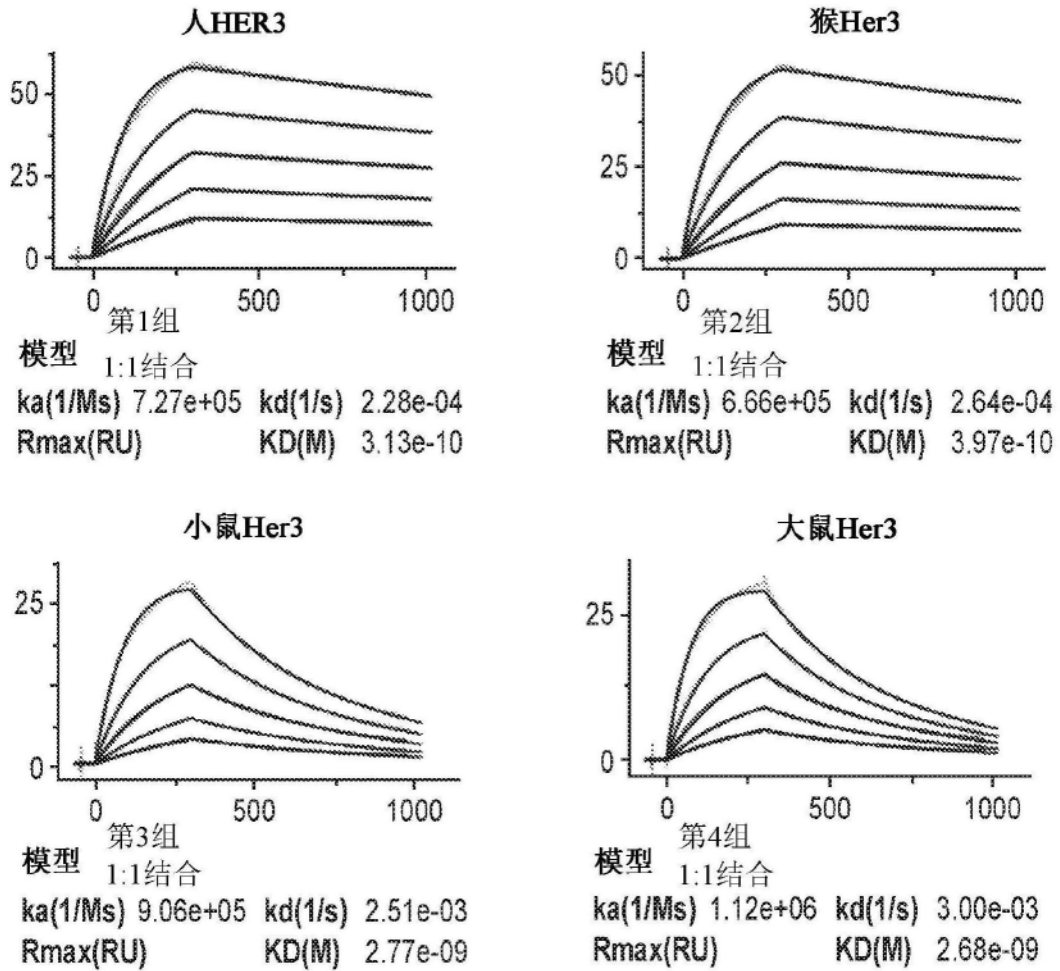 人HER3
50
25
0
0 500 1000
第1组
模型 1:1结合
ka(1/Ms) 7.27e+05 kd(1/s) 2.28e-04
Rmax(RU) KD(M) 3.13e-10
猴Her3
50
25
0
0 500 1000
第2组
模型 1:1结合
ka(1/Ms) 6.66e+05 kd(1/s) 2.64e-04
Rmax(RU) KD(M) 3.97e-10
小鼠Her3
25
0
0 500 1000
第3组
模型 1:1结合
ka(1/Ms) 9.06e+05 kd(1/s) 2.51e-03
Rmax(RU) KD(M) 2.77e-09
大鼠Her3
25
0
0 500 1000
第4组
模型 1:1结合
ka(1/Ms) 1.12e+06 kd(1/s) 3.00e-03
Rmax(RU) KD(M) 2.68e-09